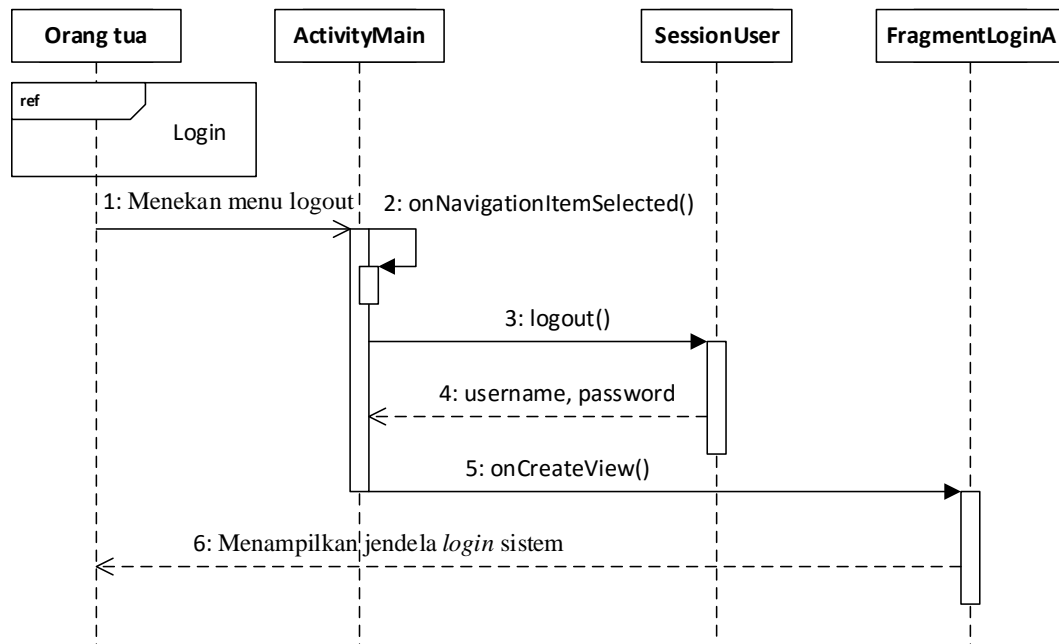 Orang tua
ActivityMain
SessionUser
FragmentLoginA
ref
Login
1: Menekan menu logout
2: onNavigationItemSelected()
3: logout()
4: username, password
5: onCreateView()
6: Menampilkan jendela login sistem